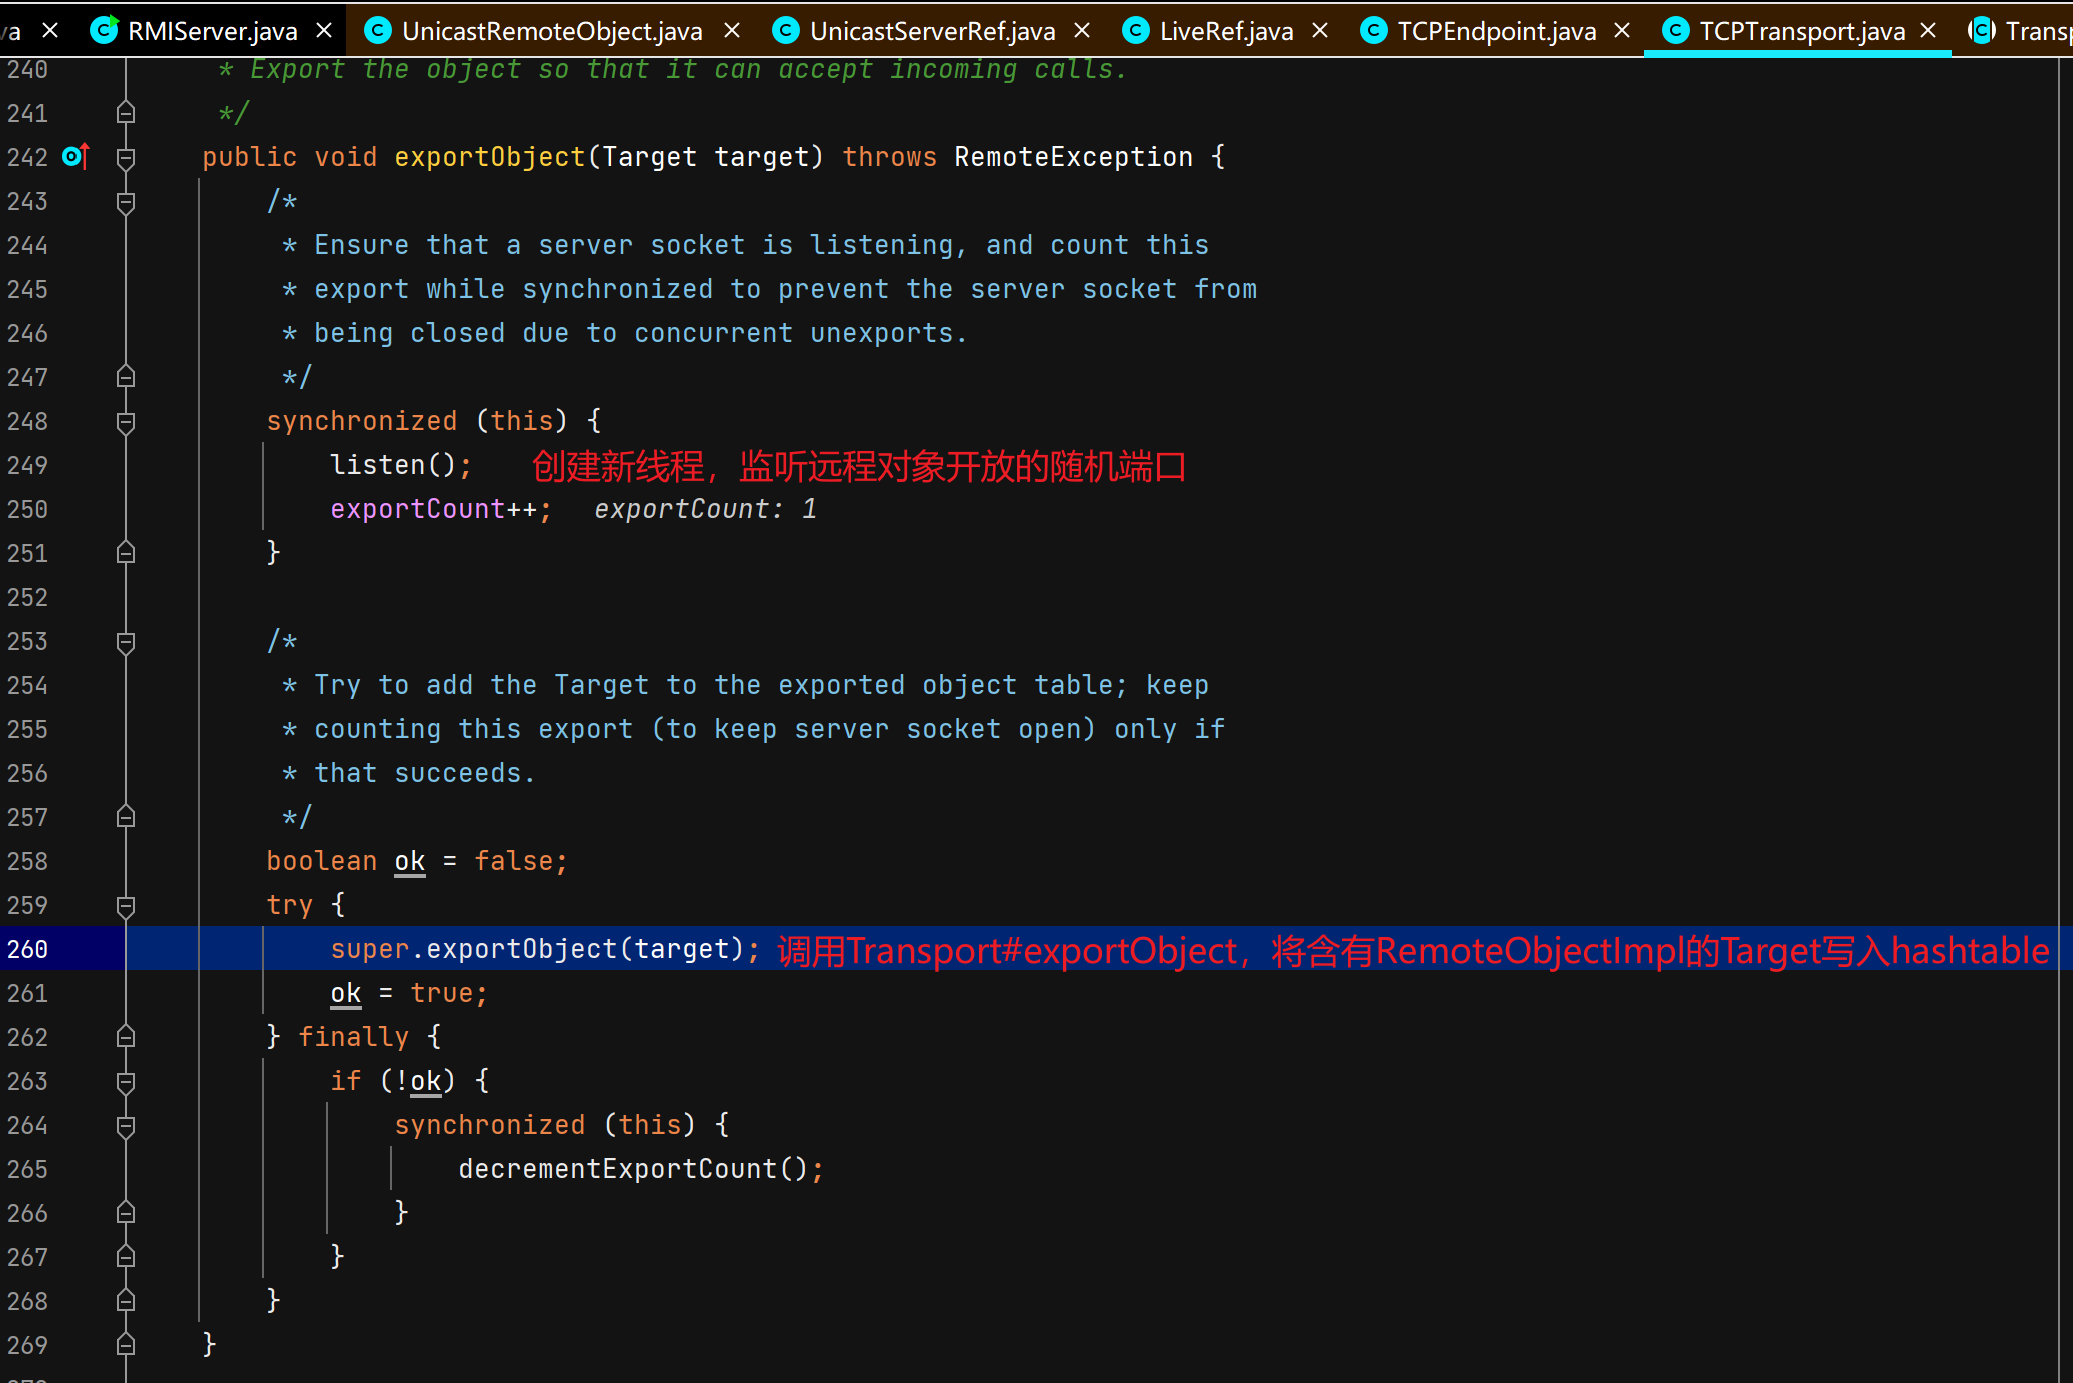 va RMIServer.java UnicastRemoteObject.java UnicastServerRef.java LiveRef.java TCPEndpoint.java TCPTransport.java Transp
240 * Export the object so that it can accept incoming calls.
241 */
242 public void exportObject(Target target) throws RemoteException {
243 /*
244 * Ensure that a server socket is listening, and count this
245 * export while synchronized to prevent the server socket from
246 * being closed due to concurrent unexports.
247 */
248 synchronized (this) {
249 listen(); 创建新线程，监听远程对象开放的随机端口
250 exportCount++; exportCount: 1
251 }
252
253 /*
254 * Try to add the Target to the exported object table; keep
255 * counting this export (to keep server socket open) only if
256 * that succeeds.
257 */
258 boolean ok = false;
259 try {
260 super.exportObject(target); 调用Transport#exportObject，将含有RemoteObjectImpl的Target写入hashtable
261 ok = true;
262 } finally {
263 if (!ok) {
264 synchronized (this) {
265 decrementExportCount();
266 }
267 }
268 }
269 }